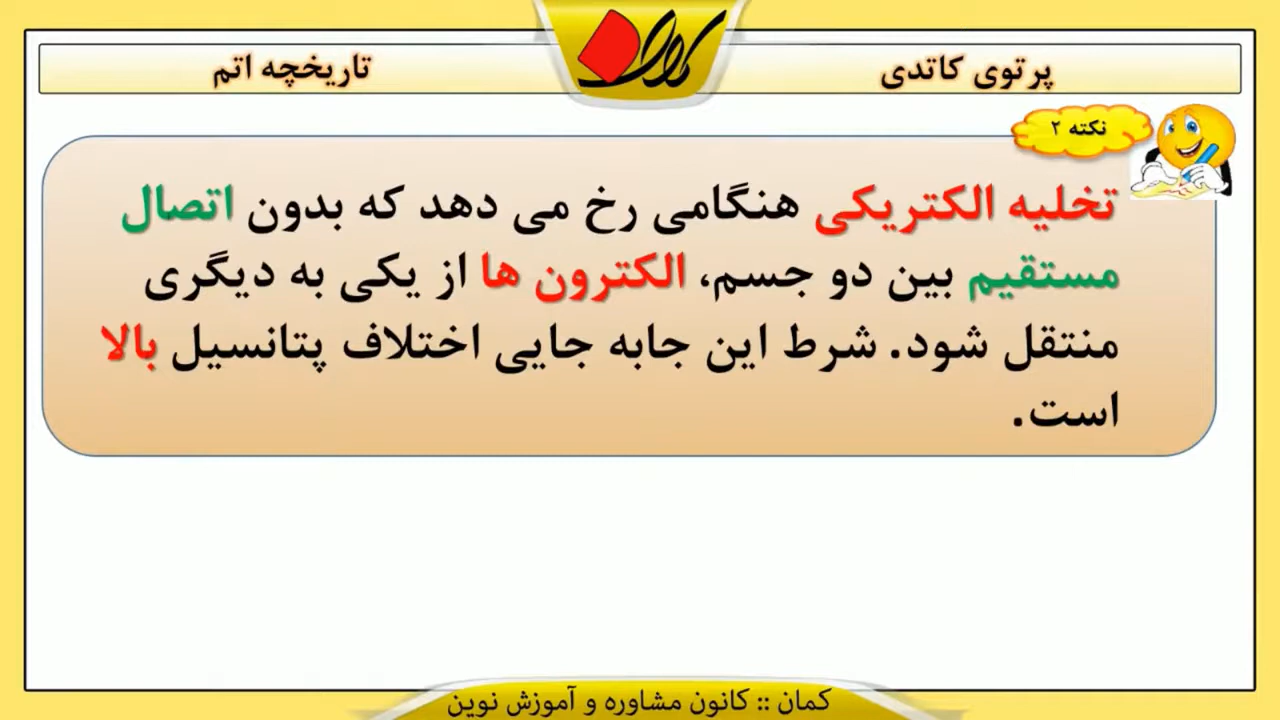 پرتوی کاتدی
تاریخچه اتم
کمان
نکته ۲
تخلیه الکتریکی هنگامی رخ می دهد که بدون اتصال
مستقیم بین دو جسم، الکترون ها از یکی به دیگری
منتقل شود. شرط این جابه جایی اختلاف پتانسیل بالا
است.
کمان :: کانون مشاوره و آموزش نوین